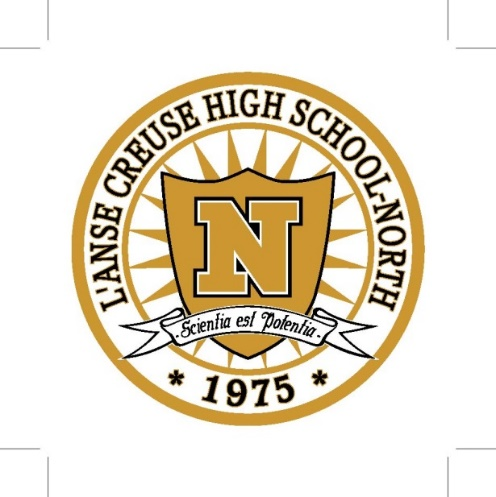 L'ANSE CREUSE HIGH SCHOOL-NORTH
N
·Scientia est Potentia·
* 1975 *